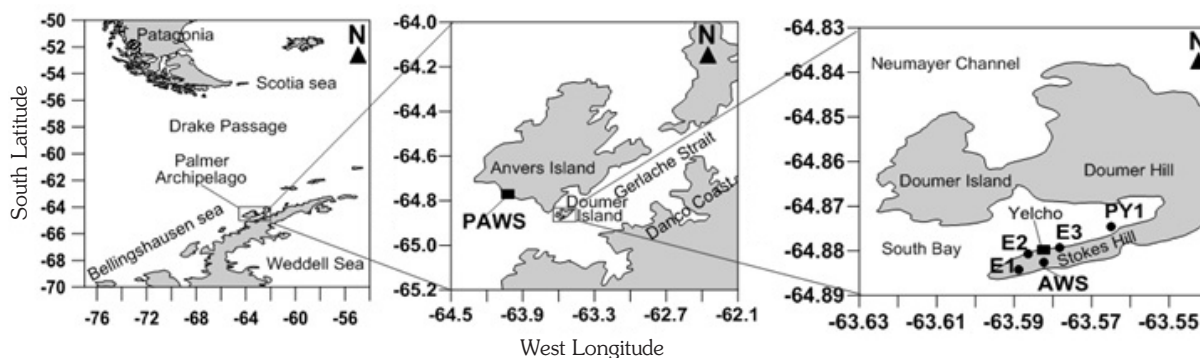 South Latitude
-50
-52
-54
-56
-58
-60
-62
-64
-66
-68
-70
Patagonia
N
Scotia sea
Drake Passage
Palmer
Archipelago
Bellingshausen sea
Weddell Sea
-76 -72 -68 -64 -60 -56
-64.0
-64.2
-64.4
-64.6
-64.8
-65.0
-65.2
N
Anvers Island
Gerlache Strait
PAWS
Doumer
Island
Danco Coast
-64.5 -63.9 -63.3 -62.7 -62.1
-64.83
-64.84
-64.85
-64.86
-64.87
-64.88
-64.89
N
Neumayer Channel
Doumer Island
Doumer Hill
Yelcho
PY1
South Bay
E2
E3
Stokes Hill
E1
AWS
-63.63 -63.61 -63.59 -63.57 -63.55
West Longitude